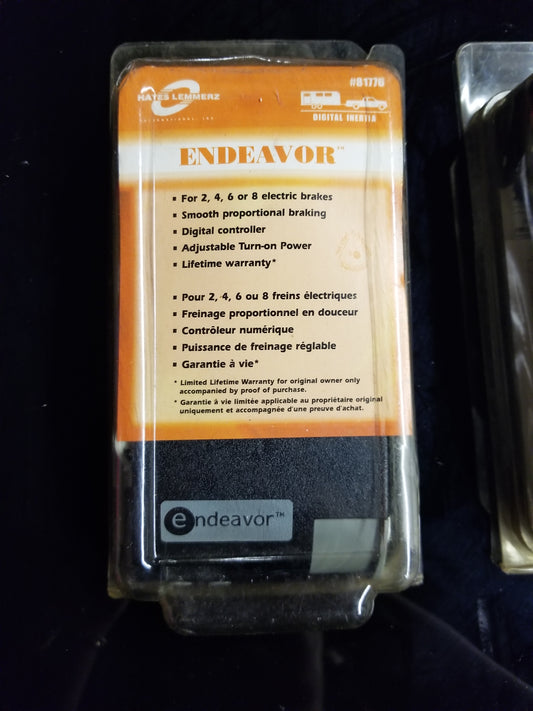 HAYES LEMMERZ
INTERNATIONAL, INC
#81776
DIGITAL INERTIA
ENDEAVOR™
▪ For 2, 4, 6 or 8 electric brakes
▪ Smooth proportional braking
▪ Digital controller
▪ Adjustable Turn-on Power
▪ Lifetime warranty*
▪ Pour 2, 4, 6 ou 8 freins électriques
▪ Freinage proportionnel en douceur
▪ Contrôleur numérique
▪ Puissance de freinage réglable
▪ Garantie à vie*
* Limited Lifetime Warranty for original owner only
accompanied by proof of purchase.
* Garantie à vie limitée applicable au propriétaire original
uniquement et accompagnée d'une preuve d'achat.
endeavor™